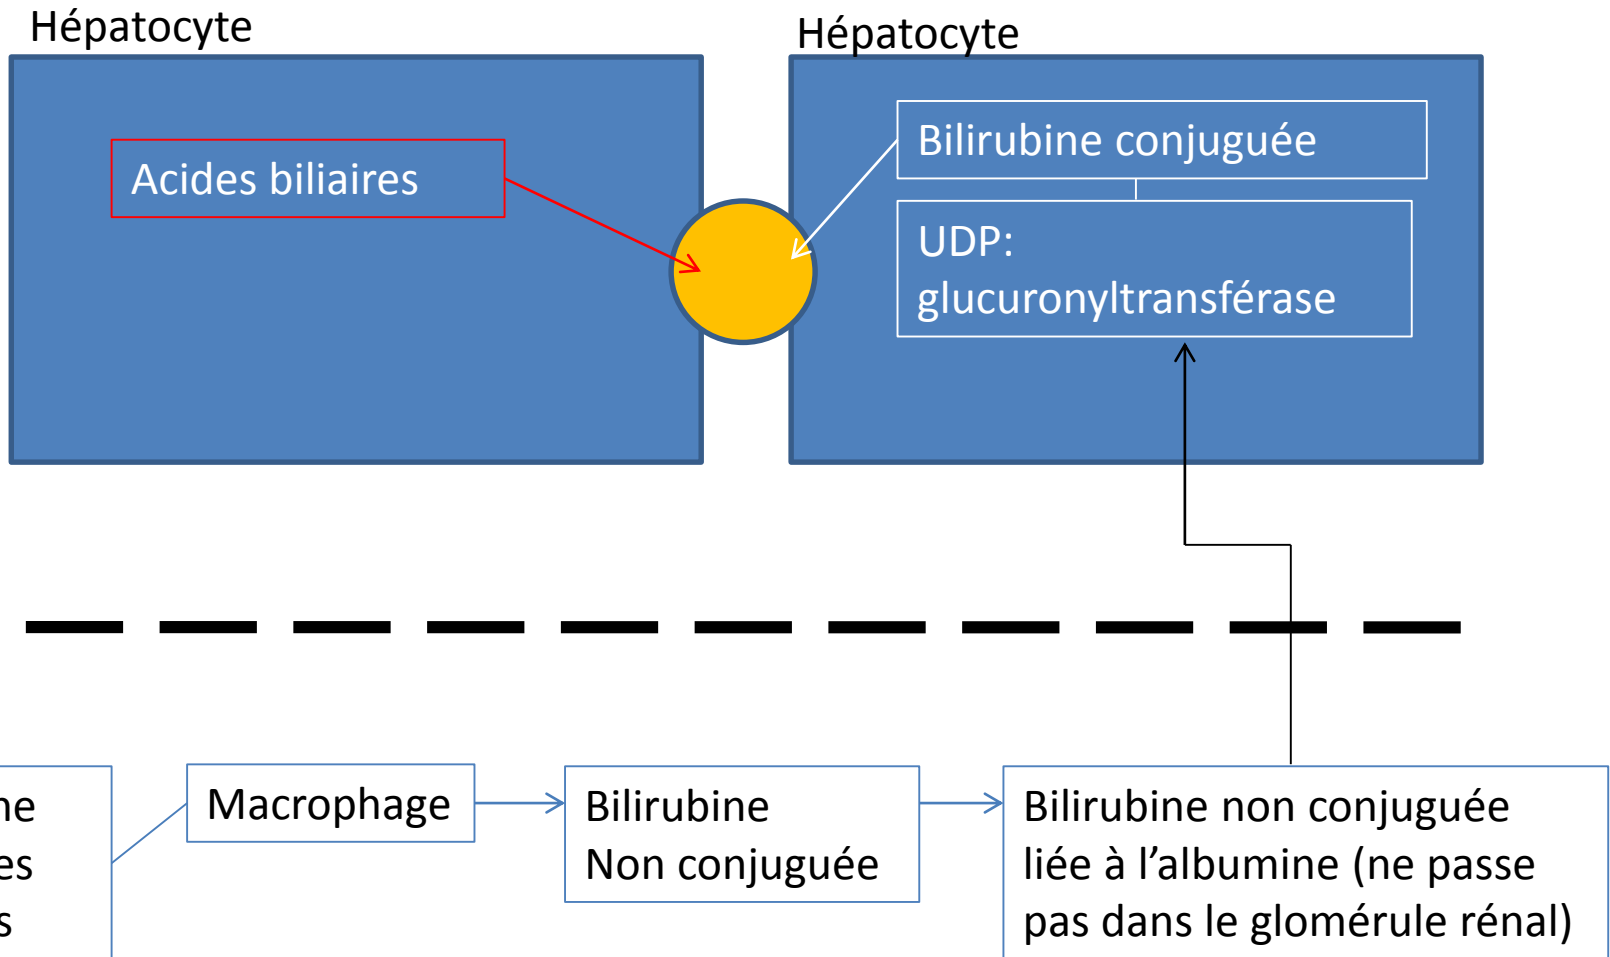 Hépatocyte
Hépatocyte
Acides biliaires
Bilirubine conjuguée
UDP:
glucuronyltransférase
Macrophage
Bilirubine
Non conjuguée
Bilirubine non conjuguée
liée à l’albumine (ne passe
pas dans le glomérule rénal)